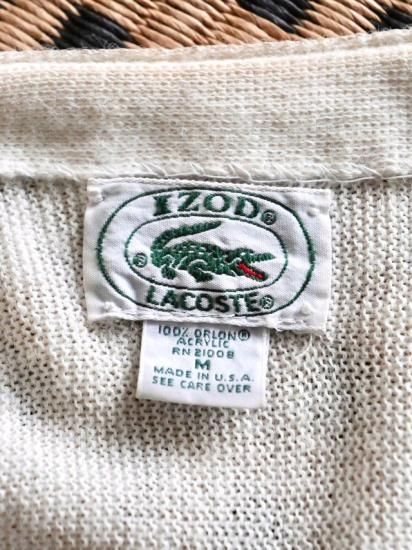 IZOD®
® ®
LACOSTE®
100% ORLON®
ACRYLIC
RN 21008
M
MADE IN U.S.A.
SEE CARE OVER